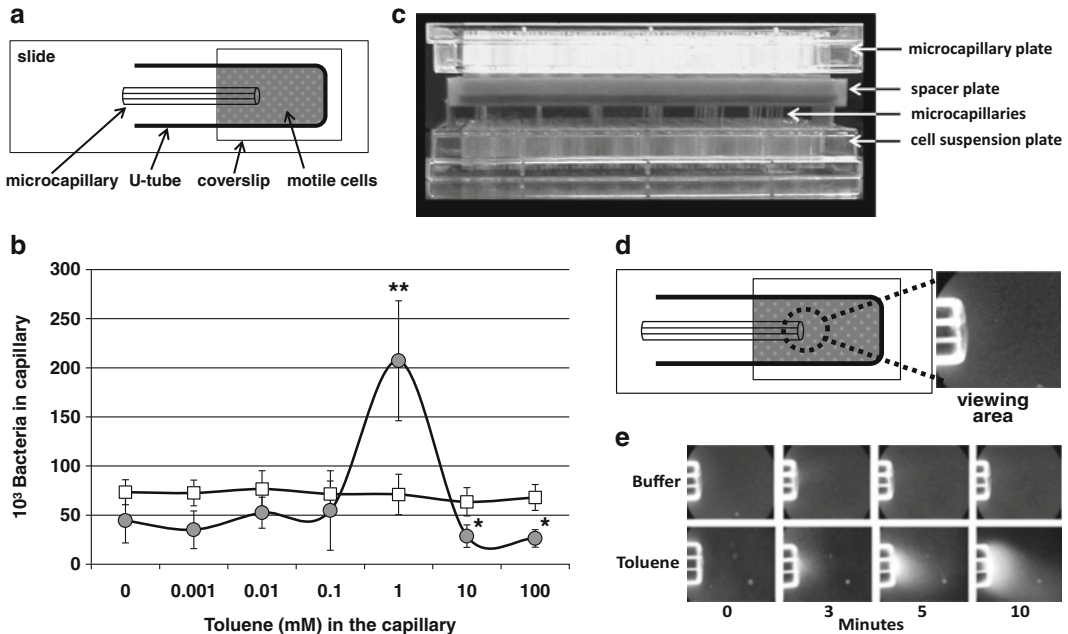 a
slide
microcapillary U-tube coverslip motile cells
c
microcapillary plate
spacer plate
microcapillaries
cell suspension plate
b
10³ Bacteria in capillary
300
250
200
150
100
50
0
**
*
*
0 0.001 0.01 0.1 1 10 100
Toluene (mM) in the capillary
d
viewing
area
e
Buffer
Toluene
0 3 5 10
Minutes